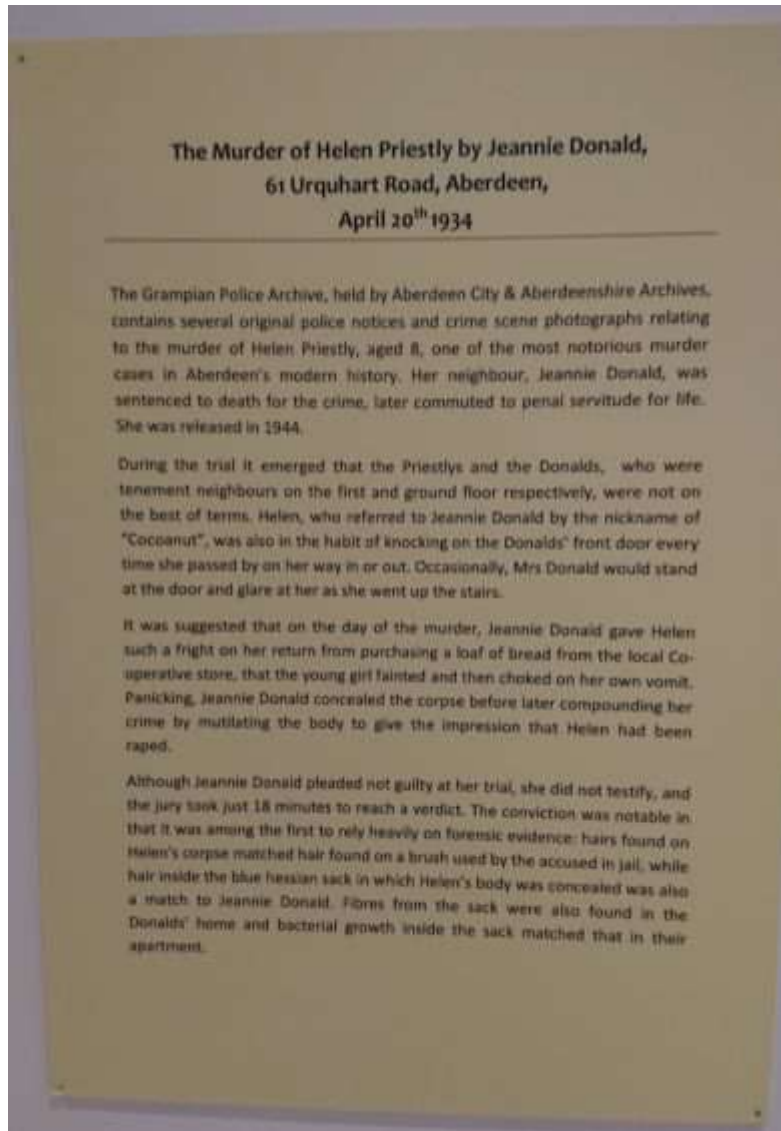 The Murder of Helen Priestly by Jeannie Donald,
61 Urquhart Road, Aberdeen,
April 20th 1934
The Grampian Police Archive, held by Aberdeen City & Aberdeenshire Archives,
contains several original police notices and crime scene photographs relating
to the murder of Helen Priestly, aged 8, one of the most notorious murder
cases in Aberdeen's modern history. Her neighbour, Jeannie Donald, was
sentenced to death for the crime, later commuted to penal servitude for life.
She was released in 1944.
During the trial it emerged that the Priestlys and the Donalds, who were
tenement neighbours on the first and ground floor respectively, were not on
the best of terms. Helen, who referred to Jeannie Donald by the nickname of
"Cocoanut", was also in the habit of knocking on the Donalds' front door every
time she passed by on her way in or out. Occasionally, Mrs Donald would stand
at the door and glare at her as she went up the stairs.
It was suggested that on the day of the murder, Jeannie Donald gave Helen
such a fright on her return from purchasing a loaf of bread from the local Co-
operative store, that the young girl fainted and then choked on her own vomit.
Panicking, Jeannie Donald concealed the corpse before later compounding her
crime by mutilating the body to give the impression that Helen had been
raped.
Although Jeannie Donald pleaded not guilty at her trial, she did not testify, and
the jury took just 18 minutes to reach a verdict. The conviction was notable in
that it was among the first to rely heavily on forensic evidence: hairs found on
Helen's corpse matched hair found on a brush used by the accused in jail, while
hair inside the blue hessian sack in which Helen's body was concealed was also
a match to Jeannie Donald. Fibres from the sack were also found in the
Donalds' home and bacterial growth inside the sack matched that in their
apartment.